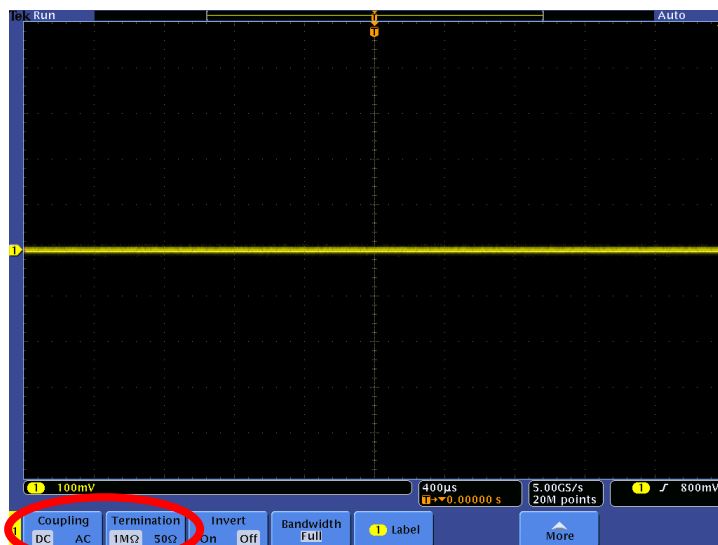 Tek Run Auto
T
T
1
1 100mV 400µs 5.00GS/s 1 ʃ 800mV
T→▼0.00000 s 20M points
1 Coupling Termination Invert Bandwidth 1 Label More
DC AC 1MΩ 50Ω On Off Full